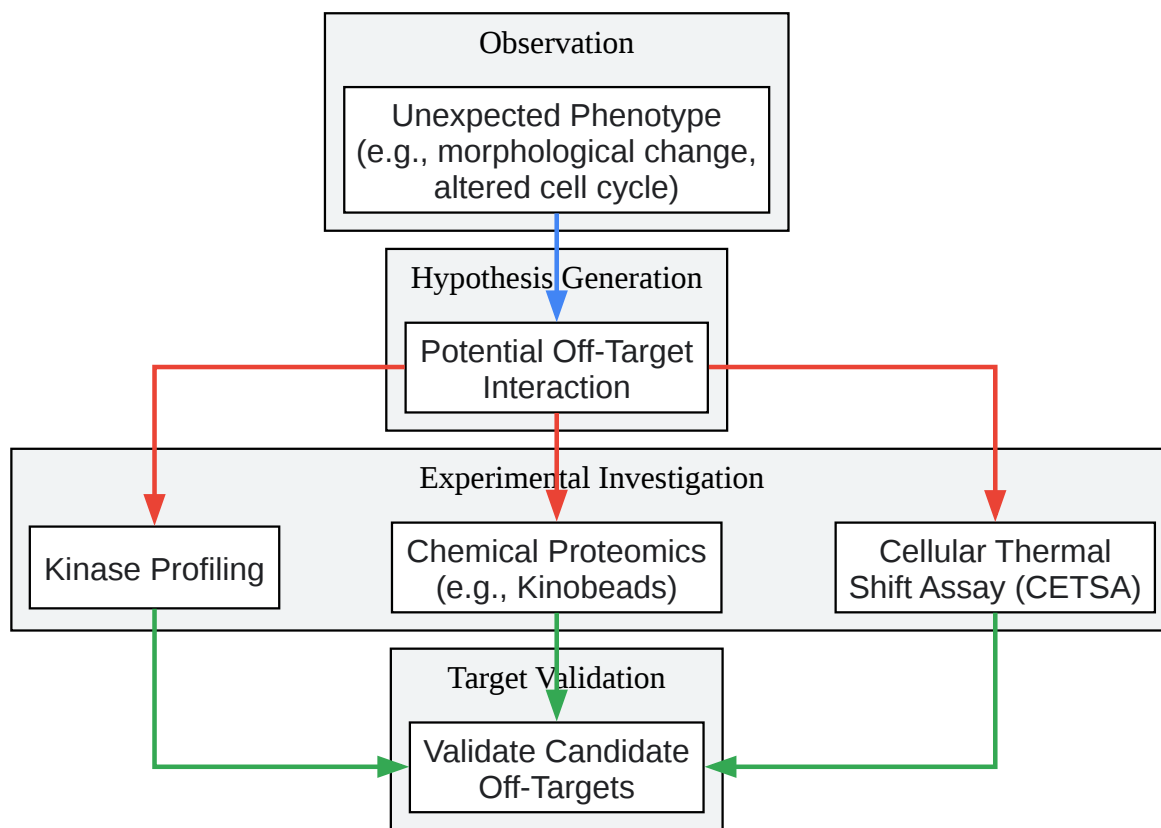 Observation
Unexpected Phenotype
(e.g., morphological change,
altered cell cycle)
Hypothesis Generation
Potential Off-Target
Interaction
Experimental Investigation
Kinase Profiling
Chemical Proteomics
(e.g., Kinobeads)
Cellular Thermal
Shift Assay (CETSA)
Target Validation
Validate Candidate
Off-Targets